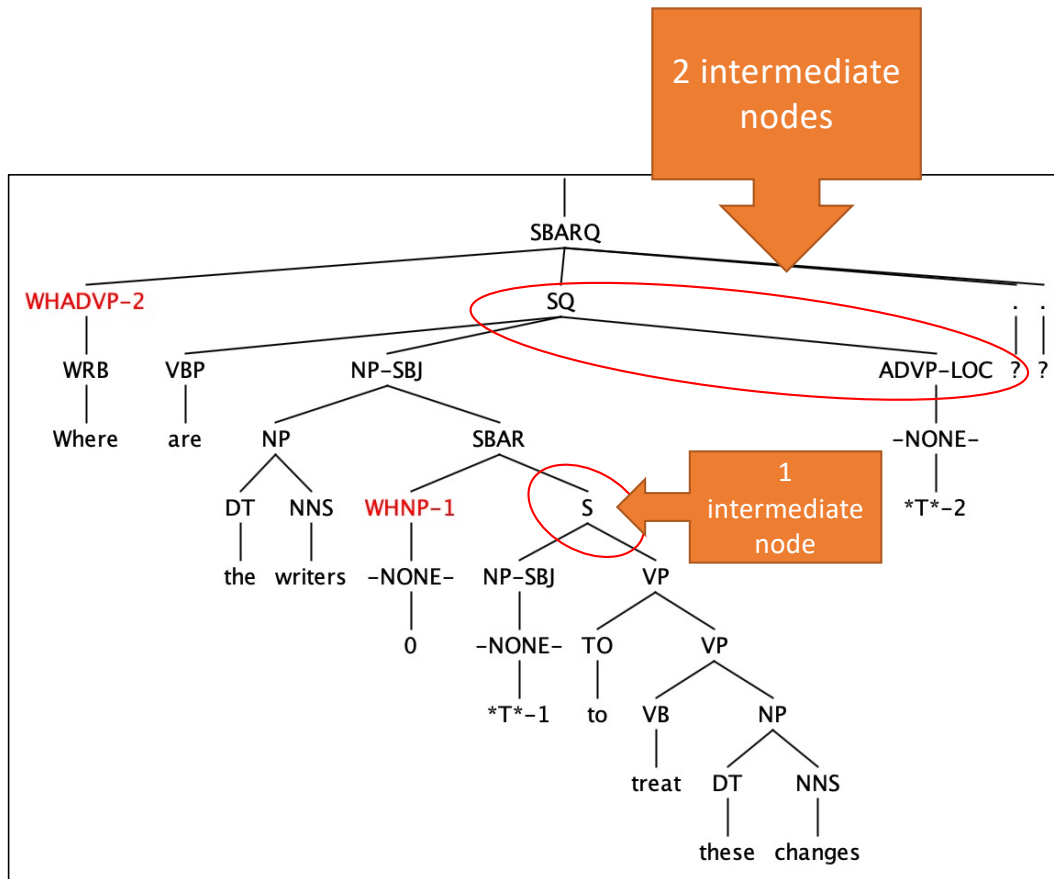 2 intermediate
nodes
SBARQ
WHADVP-2 SQ . .
WRB VBP NP-SBJ ADVP-LOC ? ?
Where are NP SBAR -NONE-
DT NNS WHNP-1 S *T*-2
1
intermediate
node
the writers -NONE- NP-SBJ VP
0 -NONE- TO VP
*T*-1 to VB NP
treat DT NNS
these changes